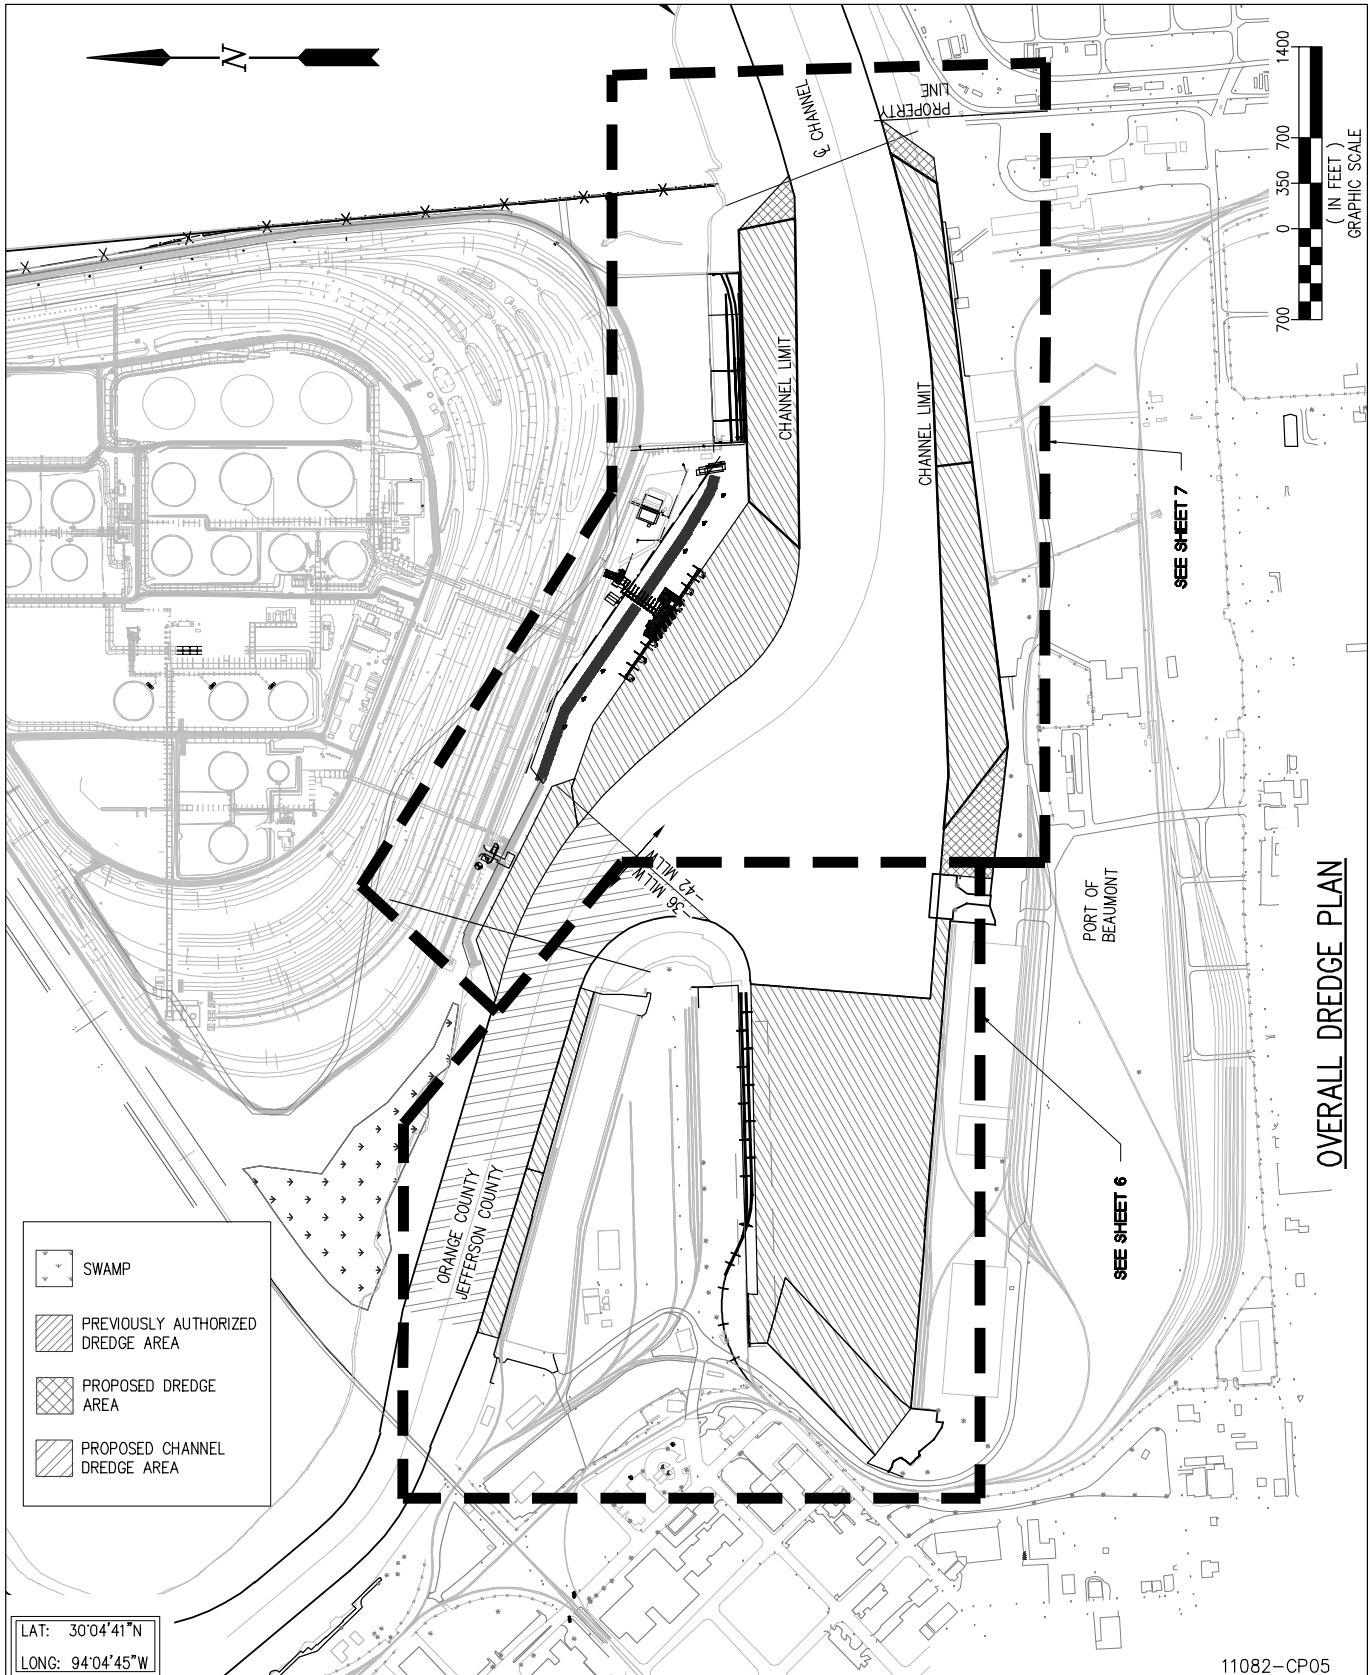 N
1400
700
350
0
700
( IN FEET )
GRAPHIC SCALE
℄ CHANNEL
PROPERTY
LINE
CHANNEL LIMIT
CHANNEL LIMIT
SEE SHEET 7
-36 MLLW
-42 MLLW
PORT OF
BEAUMONT
OVERALL DREDGE PLAN
ORANGE COUNTY
JEFFERSON COUNTY
SEE SHEET 6
SWAMP
PREVIOUSLY AUTHORIZED
DREDGE AREA
PROPOSED DREDGE
AREA
PROPOSED CHANNEL
DREDGE AREA
LAT: 30°04'41"N
LONG: 94°04'45"W
11082-CP05